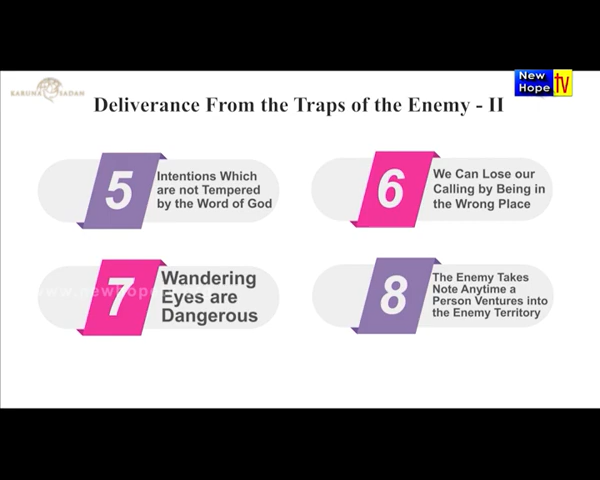 KARUNA SADAN
New
Hope TV
Deliverance From the Traps of the Enemy - II
5
Intentions Which
are not Tempered
by the Word of God
6
We Can Lose our
Calling by Being in
the Wrong Place
7
Wandering
Eyes are
Dangerous
8
The Enemy Takes
Note Anytime a
Person Ventures into
the Enemy Territory